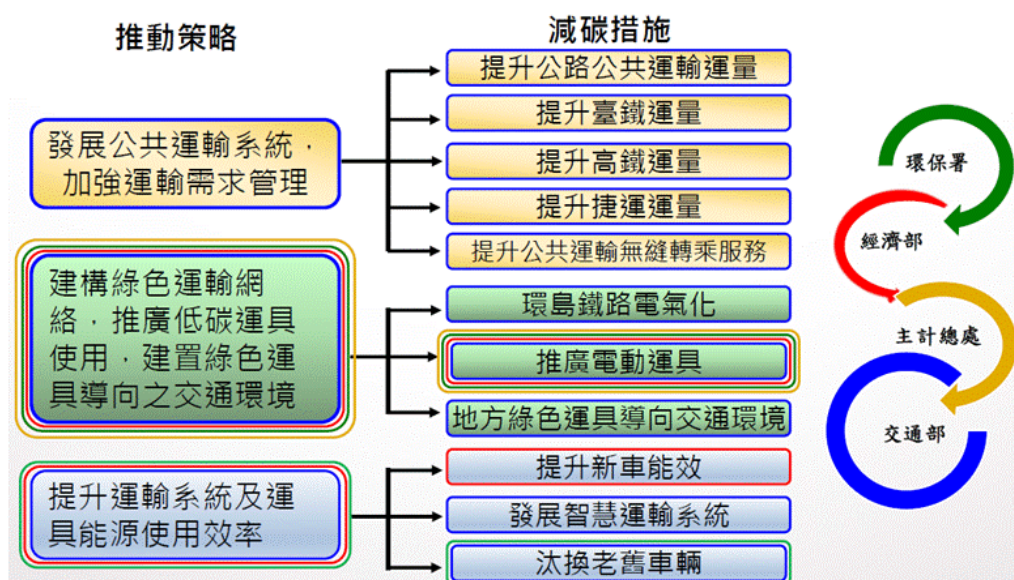 推動策略
減碳措施
發展公共運輸系統，
加強運輸需求管理
提升公路公共運輸運量
提升臺鐵運量
提升高鐵運量
提升捷運運量
提升公共運輸無縫轉乘服務
建構綠色運輸網
絡，推廣低碳運具
使用，建置綠色運
具導向之交通環境
環島鐵路電氣化
推廣電動運具
地方綠色運具導向交通環境
提升運輸系統及運
具能源使用效率
提升新車能效
發展智慧運輸系統
汰換老舊車輛
環保署
經濟部
主計總處
交通部